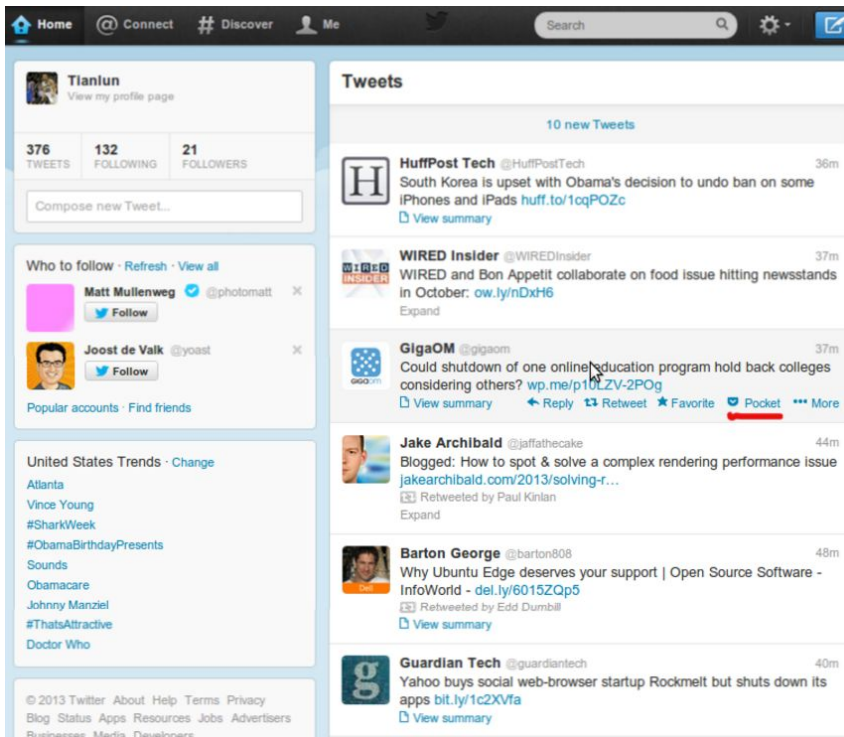 Home @ Connect # Discover Me Search
Tianlun
View my profile page
376 132 21
TWEETS FOLLOWING FOLLOWERS
Compose new Tweet...
Who to follow · Refresh · View all
Matt Mullenweg @photomatt ×
Follow
Joost de Valk @yoast ×
Follow
Popular accounts · Find friends
United States Trends · Change
Atlanta
Vince Young
#SharkWeek
#ObamaBirthdayPresents
Sounds
Obamacare
Johnny Manziel
#ThatsAttractive
Doctor Who
© 2013 Twitter About Help Terms Privacy
Blog Status Apps Resources Jobs Advertisers
Businesses Media Developers
Tweets
10 new Tweets
H
HuffPost Tech @HuffPostTech 36m
South Korea is upset with Obama's decision to undo ban on some
iPhones and iPads huff.to/1cqPOZc
View summary
WIRED
INSIDER
WIRED Insider @WIREDInsider 37m
WIRED and Bon Appetit collaborate on food issue hitting newsstands
in October: ow.ly/nDxH6
Expand
GIGAOM
GigaOM @gigaom 37m
Could shutdown of one online education program hold back colleges
considering others? wp.me/p10LZV-2POg
View summary Reply Retweet Favorite Pocket ••• More
Jake Archibald @jaffathecake 44m
Blogged: How to spot & solve a complex rendering performance issue
jakearchibald.com/2013/solving-r…
Retweeted by Paul Kinlan
Expand
Dell
Barton George @barton808 48m
Why Ubuntu Edge deserves your support | Open Source Software -
InfoWorld - del.ly/6015ZQp5
Retweeted by Edd Dumbill
View summary
g
Guardian Tech @guardiantech 40m
Yahoo buys social web-browser startup Rockmelt but shuts down its
apps bit.ly/1c2XVfa
View summary